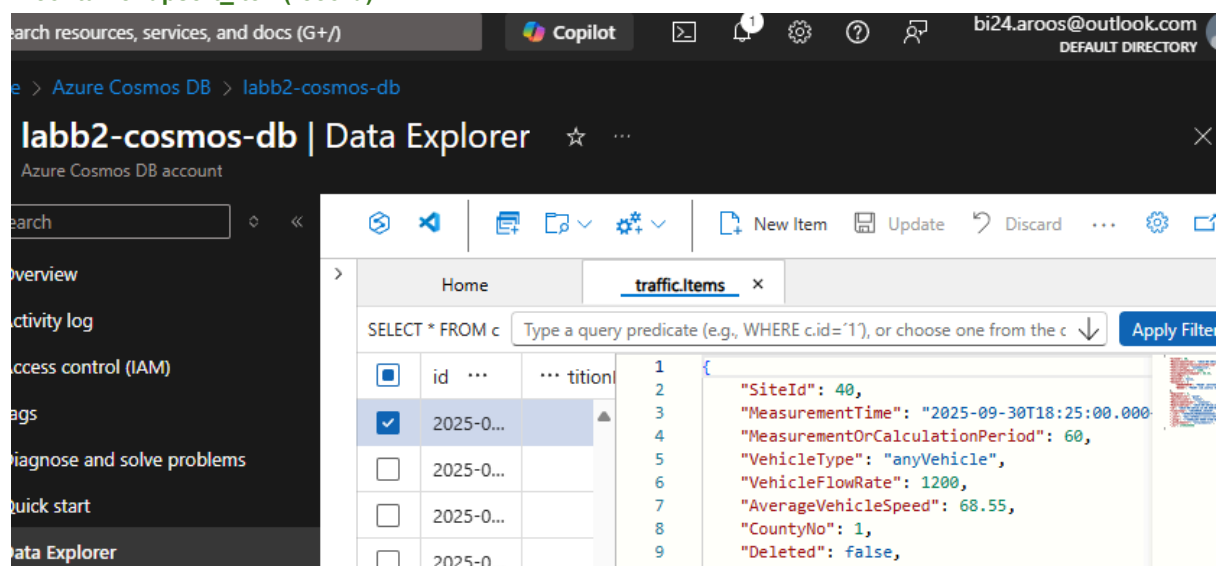 earch resources, services, and docs (G+/)
Copilot
1
bi24.aroos@outlook.com
DEFAULT DIRECTORY
e > Azure Cosmos DB > labb2-cosmos-db
labb2-cosmos-db | Data Explorer
Azure Cosmos DB account
earch
New Item
Update
Discard
verview
ctivity log
ccess control (IAM)
ags
iagnose and solve problems
uick start
ata Explorer
Home
traffic.Items
SELECT * FROM c
Type a query predicate (e.g., WHERE c.id=´1´), or choose one from the c
Apply Filter
id ... ... tition
2025-0...
2025-0...
2025-0...
2025-0
1 {
2 "SiteId": 40,
3 "MeasurementTime": "2025-09-30T18:25:00.000
4 "MeasurementOrCalculationPeriod": 60,
5 "VehicleType": "anyVehicle",
6 "VehicleFlowRate": 1200,
7 "AverageVehicleSpeed": 68.55,
8 "CountyNo": 1,
9 "Deleted": false,